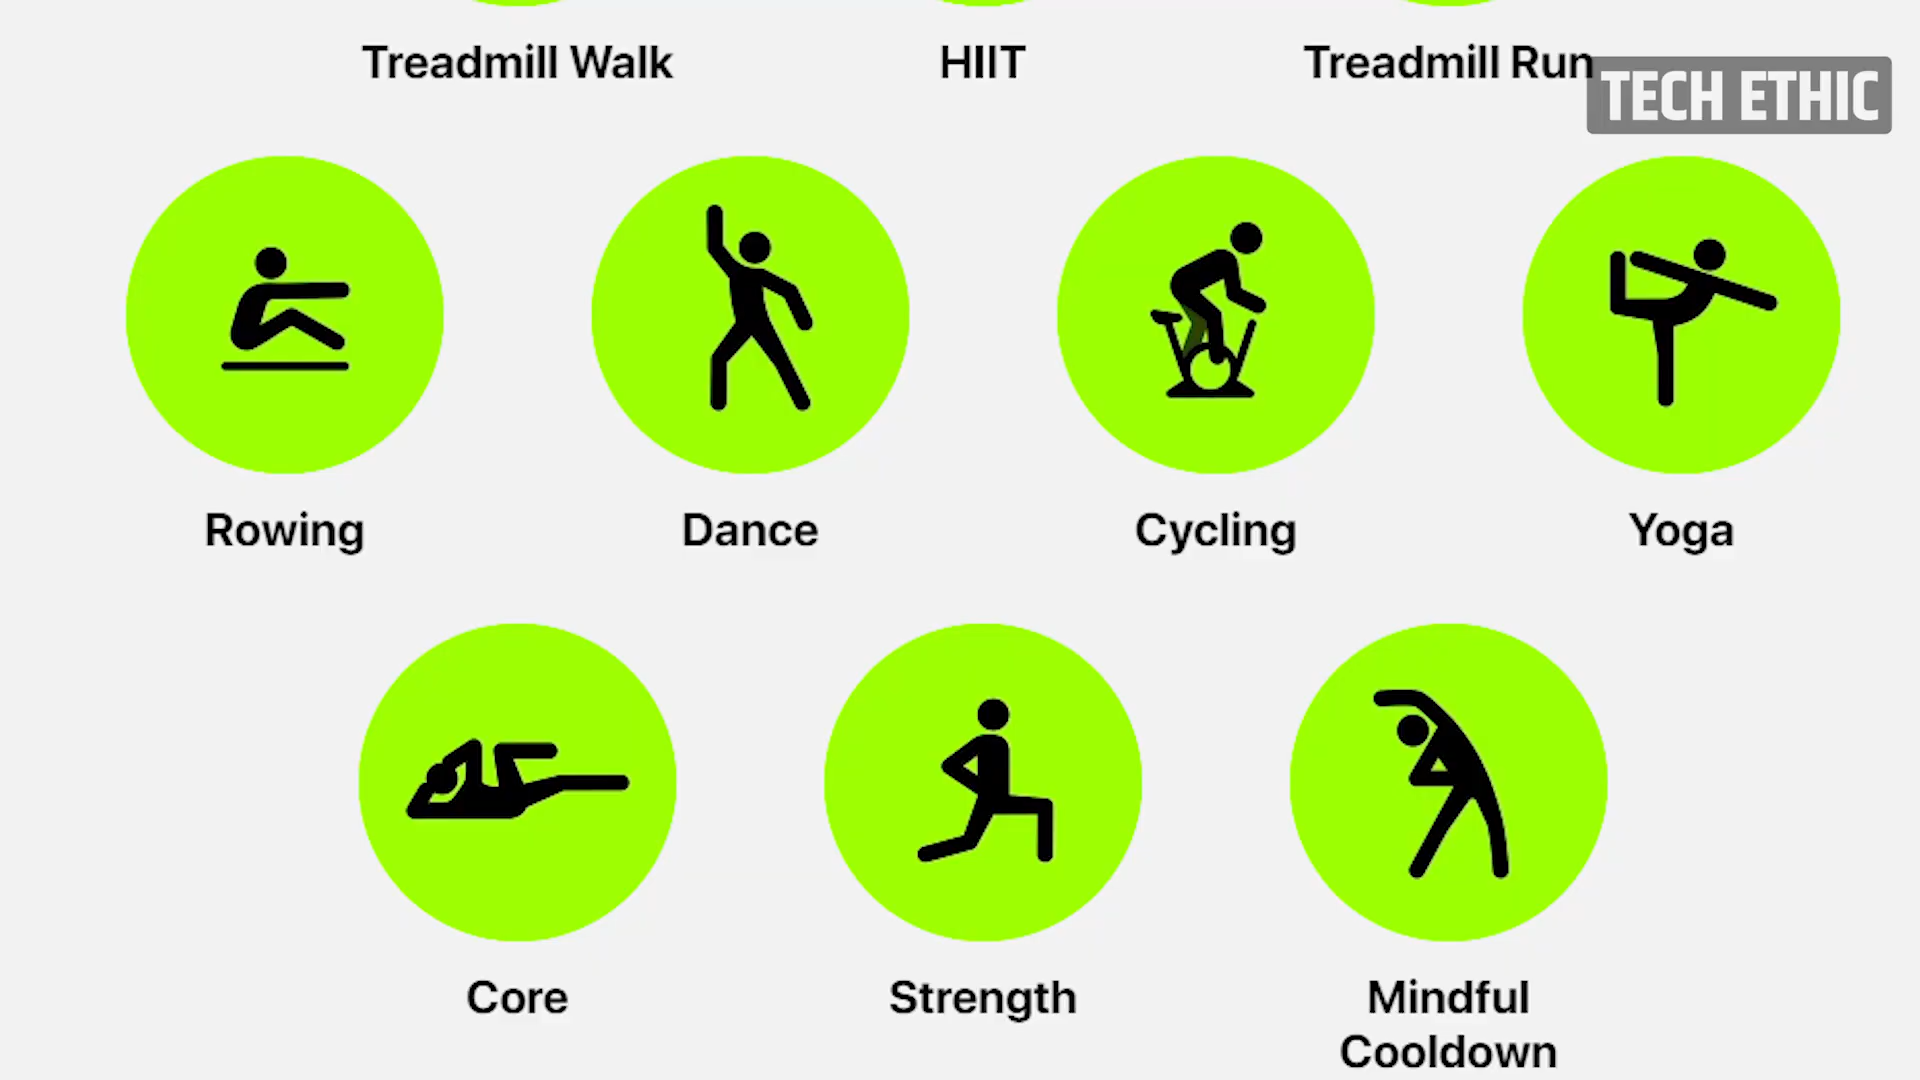 Treadmill Walk
HIIT
Treadmill Run
TECH ETHIC
Rowing
Dance
Cycling
Yoga
Core
Strength
Mindful
Cooldown